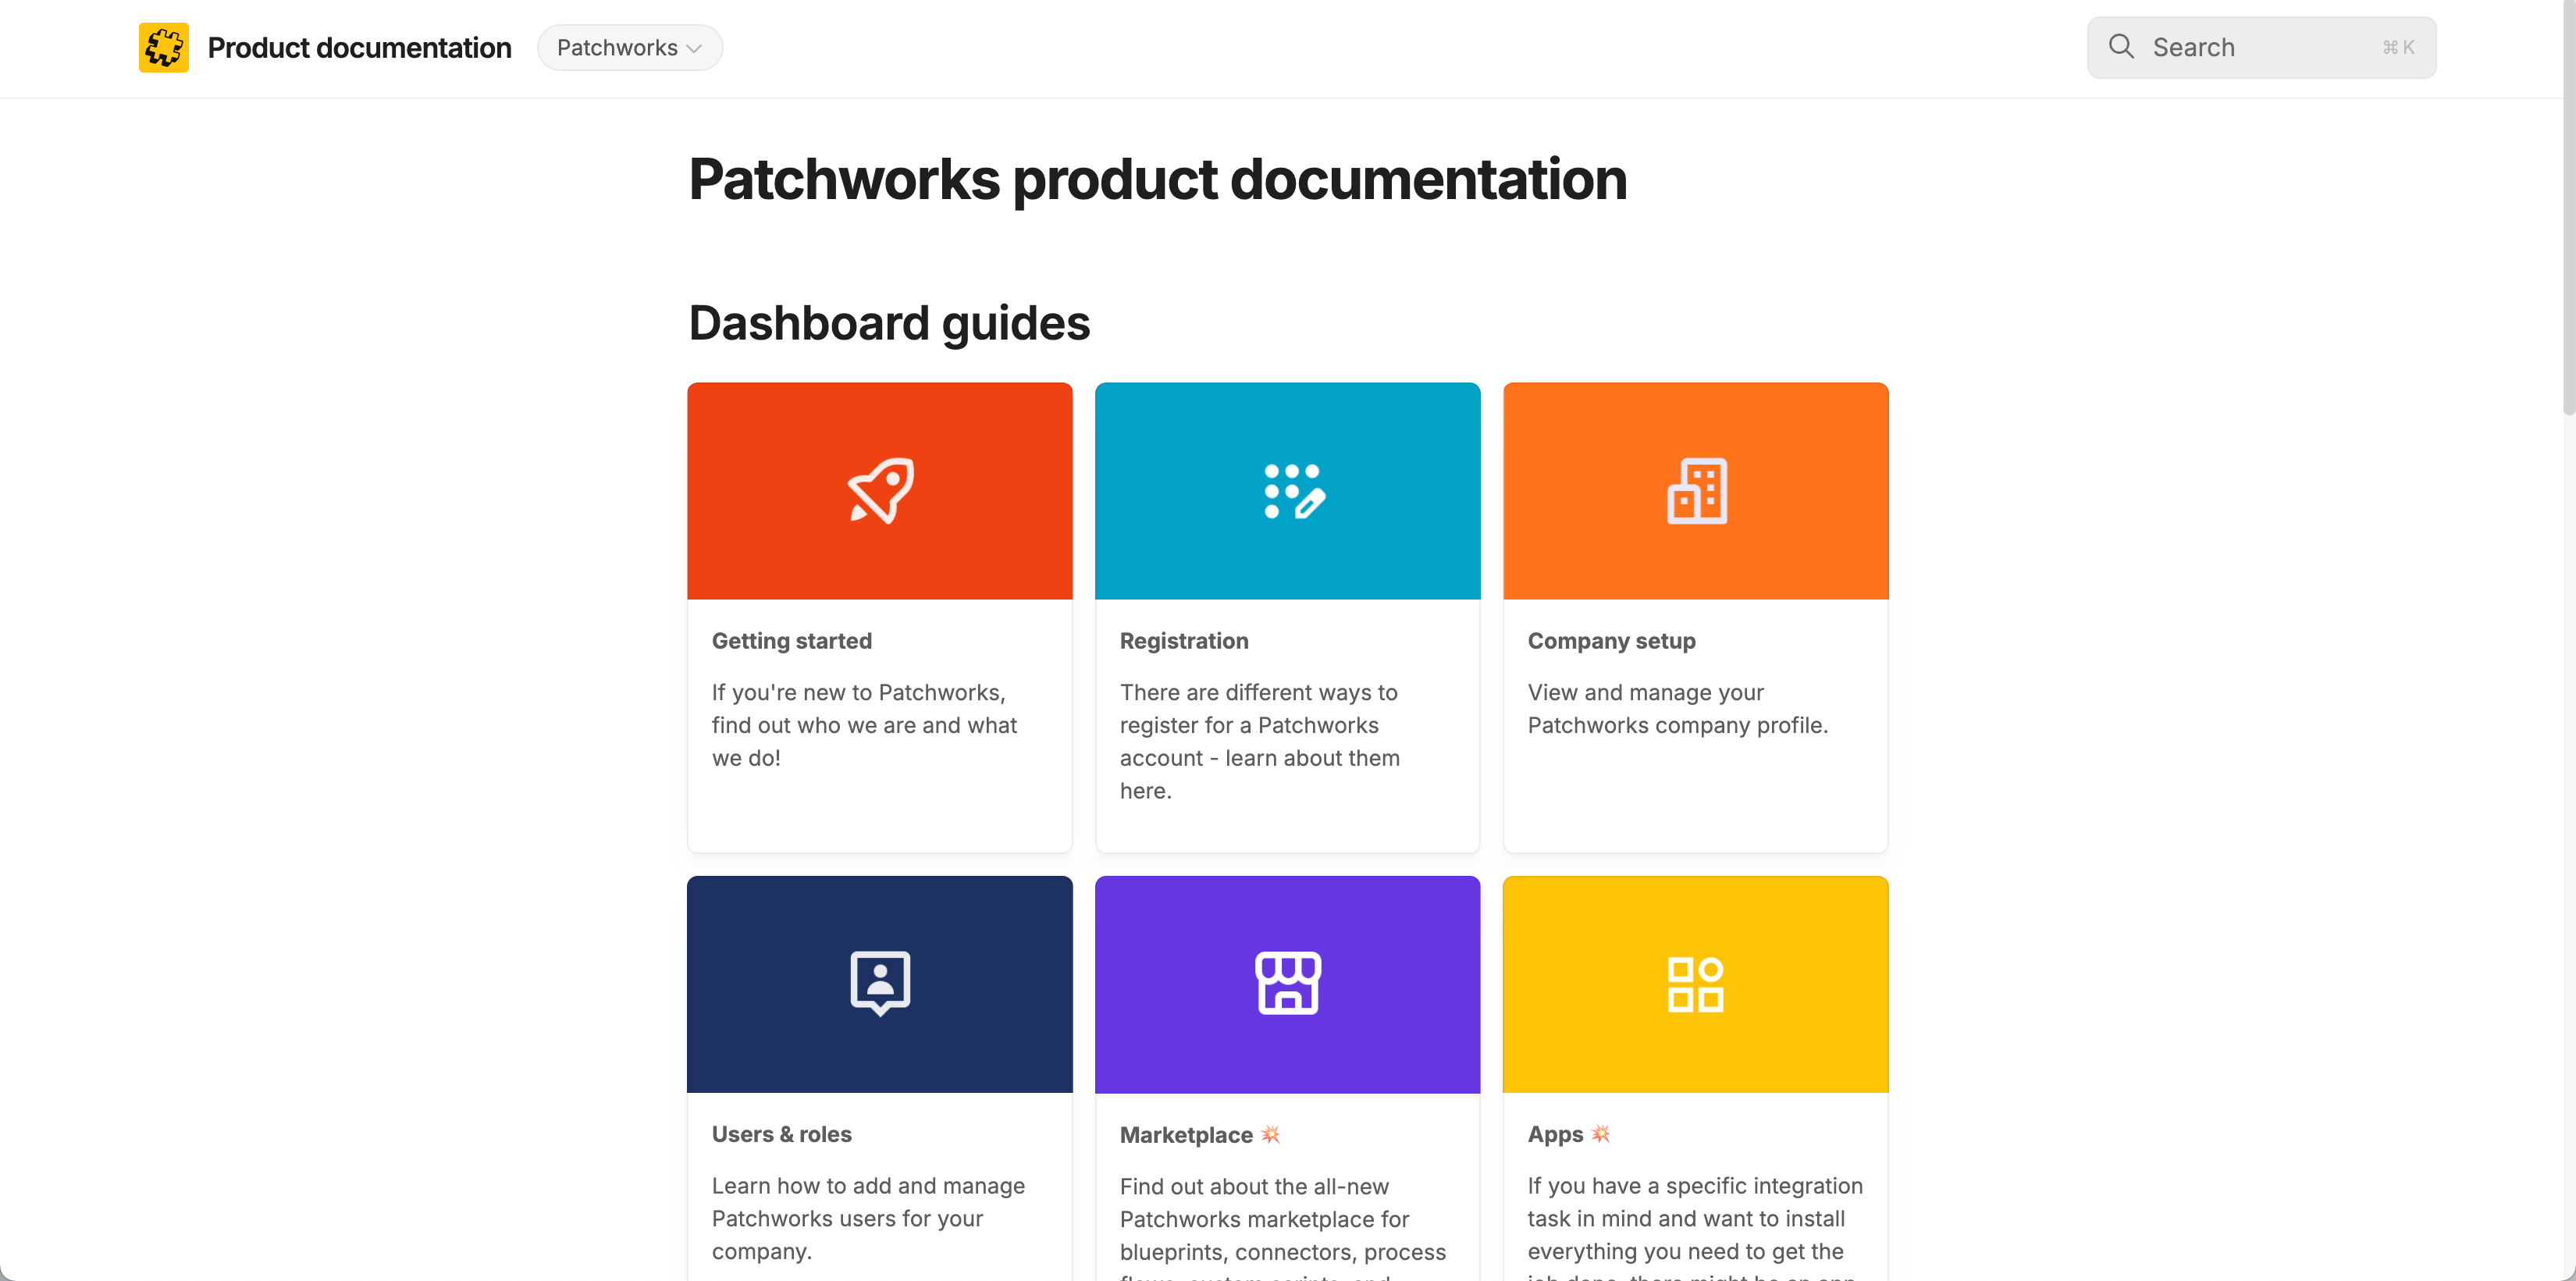 Product documentation
Patchworks
Search
⌘ K
Patchworks product documentation
Dashboard guides
Getting started
If you're new to Patchworks,
find out who we are and what
we do!
Registration
There are different ways to
register for a Patchworks
account - learn about them
here.
Company setup
View and manage your
Patchworks company profile.
Users & roles
Learn how to add and manage
Patchworks users for your
company.
Marketplace 💥
Find out about the all-new
Patchworks marketplace for
blueprints, connectors, process
Apps 💥
If you have a specific integration
task in mind and want to install
everything you need to get the